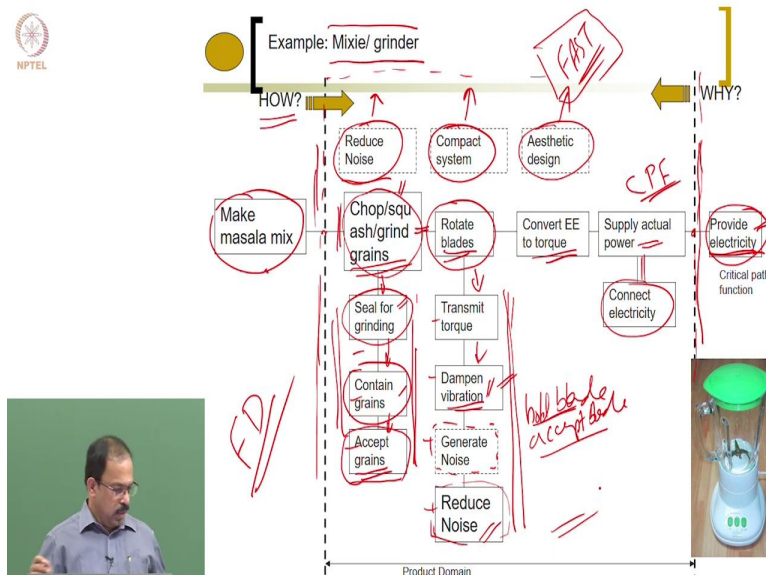 NPTEL
Example: Mixie/ grinder
FAST
HOW?
WHY?
Reduce
Noise
Compact
system
Aesthetic
design
CPF
Make
masala mix
Chop/squ
ash/grind
grains
Rotate
blades
Convert EE
to torque
Supply actual
power
Provide
electricity
Critical path
function
Connect
electricity
Seal for
grinding
Transmit
torque
Contain
grains
Dampen
vibration
hold blade
accept blade
FD
Accept
grains
Generate
Noise
Reduce
Noise
Product Domain